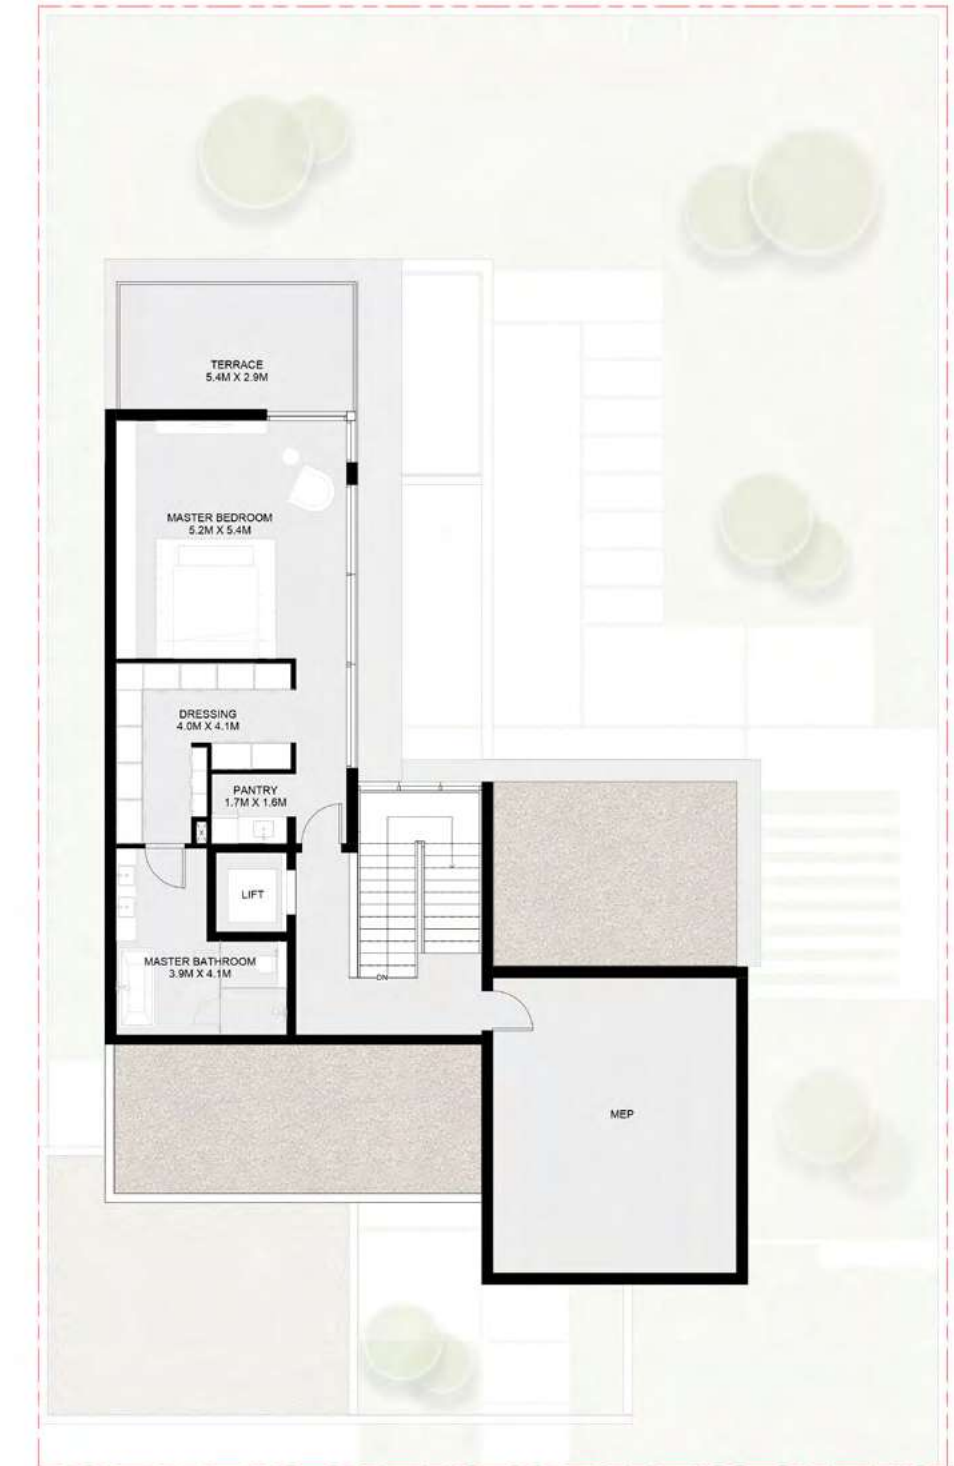 TERRACE
5.4M X 2.9M
MASTER BEDROOM
5.2M X 5.4M
DRESSING
4.0M X 4.1M
PANTRY
1.7M X 1.6M
LIFT
MASTER BATHROOM
3.9M X 4.1M
DN
MEP